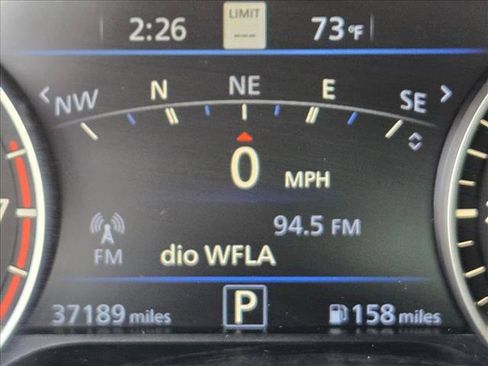 2:26 LIMIT --- 73°F
NW N NE E SE
0 MPH
94.5 FM
FM dio WFLA
37189 miles P 158 miles
7